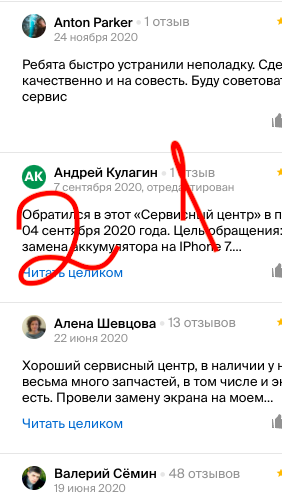 Anton Parker 1 отзыв
24 ноября 2020
Ребята быстро устранили неполадку.
качественно и на совесть. Буду
сервис
АК Андрей Кулагин 1 отзыв
7 сентября 2020, отредактирован
Обратился в этот «Сервисный центр» в
04 сентября 2020 года. Цель обращения:
замена аккумулятора на IPhone 7....
Читать целиком
21
Алена Шевцова 13 отзывов
22 июня 2020
Хороший сервисный центр, в наличии у
весьма много запчастей, в том числе и
есть. Провели замену экрана на моем...
Читать целиком
Валерий Сёмин 48 отзывов
19 июня 2020